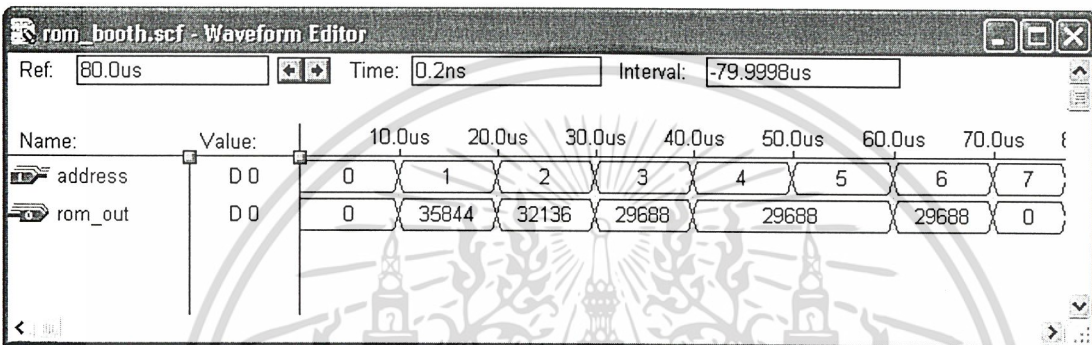 rom_booth.scf - Waveform Editor
Ref: 80.0us Time: 0.2ns Interval: -79.9998us
10.0us 20.0us 30.0us 40.0us 50.0us 60.0us 70.0us 8
Name: Value:
address D 0 0 1 2 3 4 5 6 7
rom_out D 0 0 35844 32136 29688 29688 29688 0